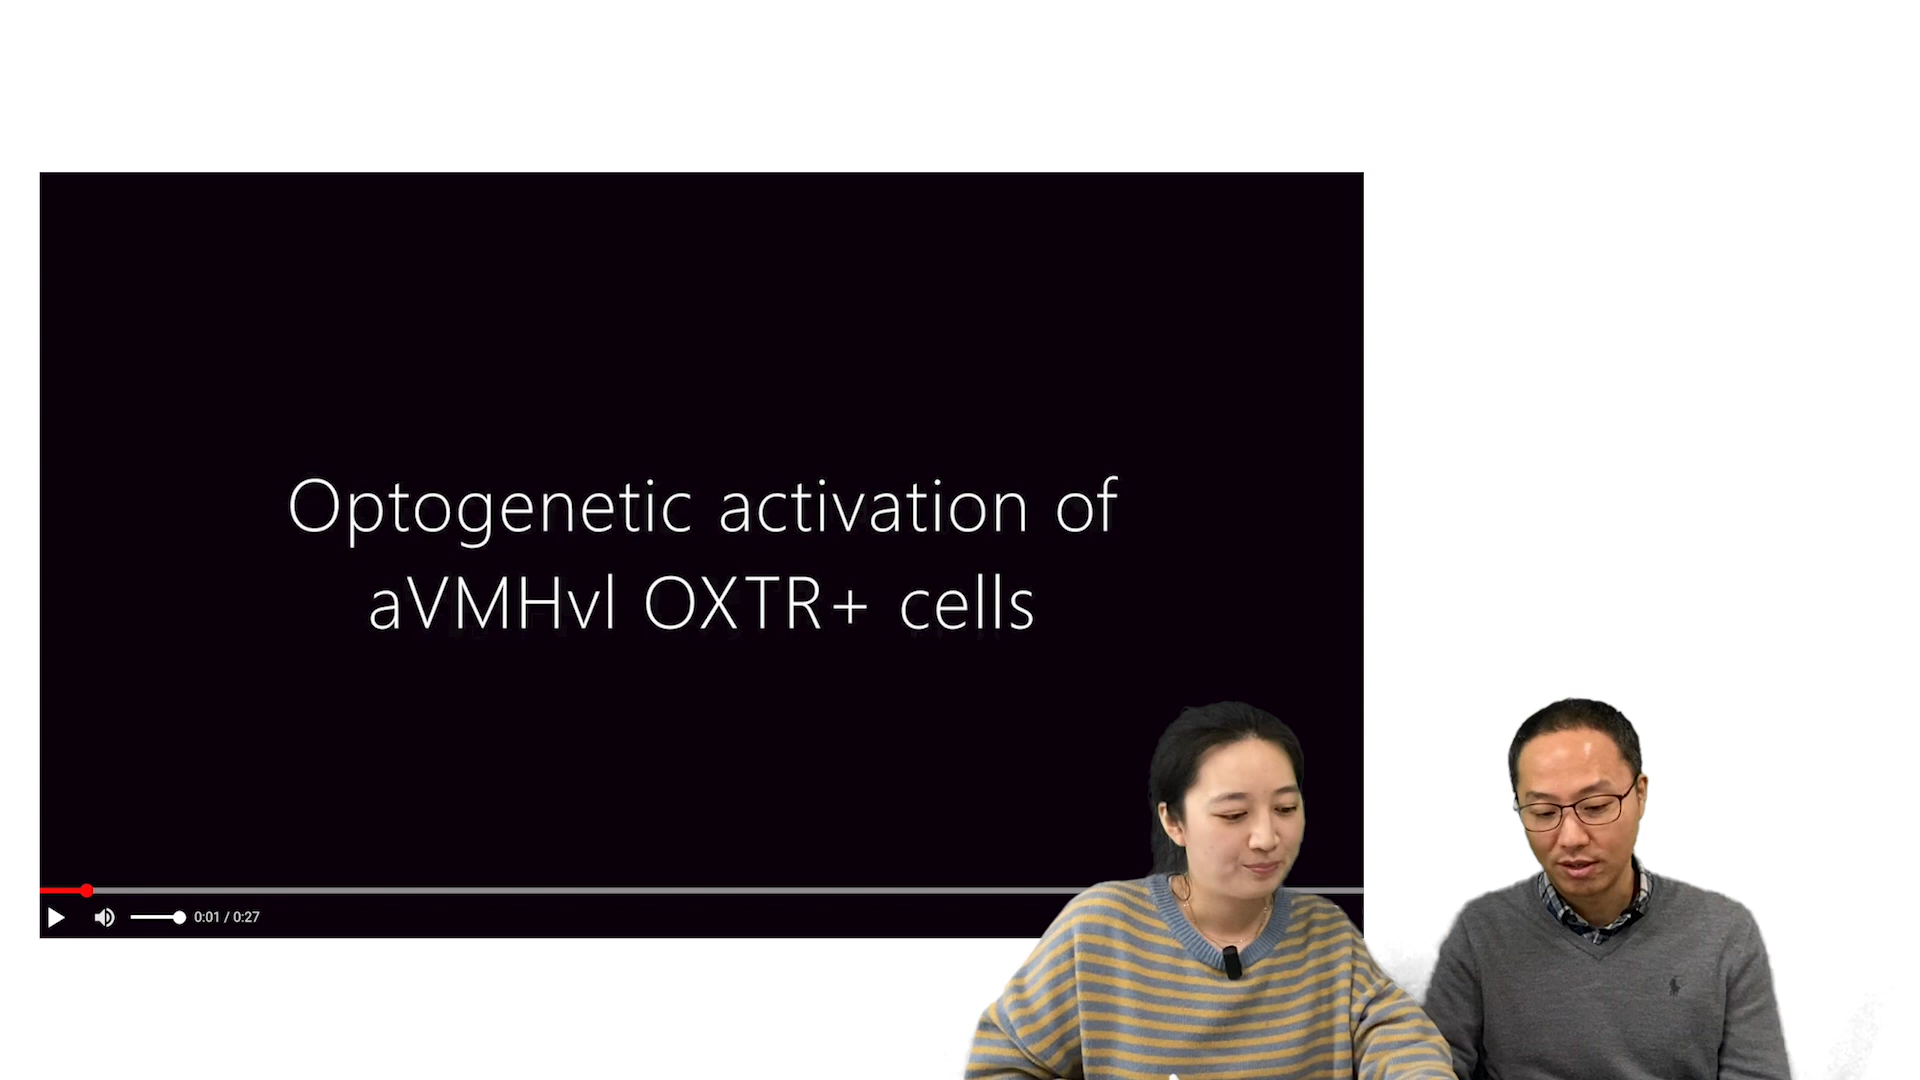 Optogenetic activation of
aVMHvl OXTR+ cells
0:01 / 0:27